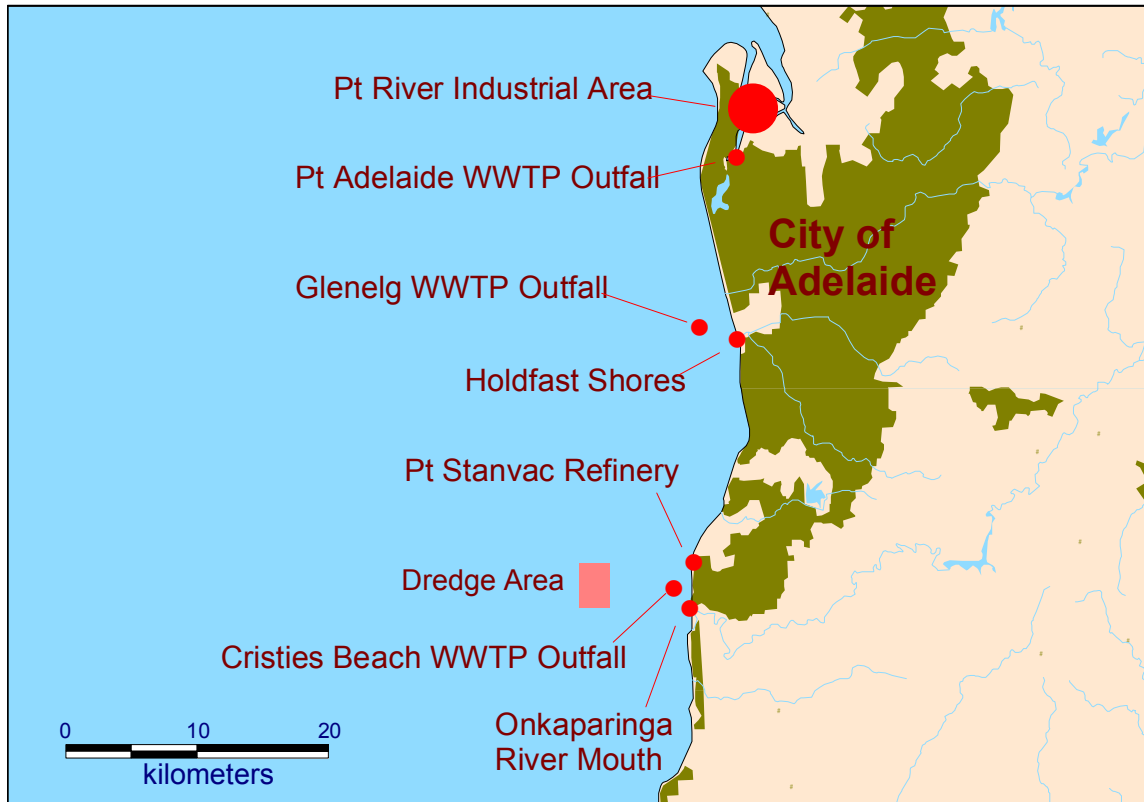 Pt River Industrial Area
Pt Adelaide WWTP Outfall
City of
Adelaide
Glenelg WWTP Outfall
Holdfast Shores
Pt Stanvac Refinery
Dredge Area
Cristies Beach WWTP Outfall
Onkaparinga
River Mouth
0 10 20
kilometers